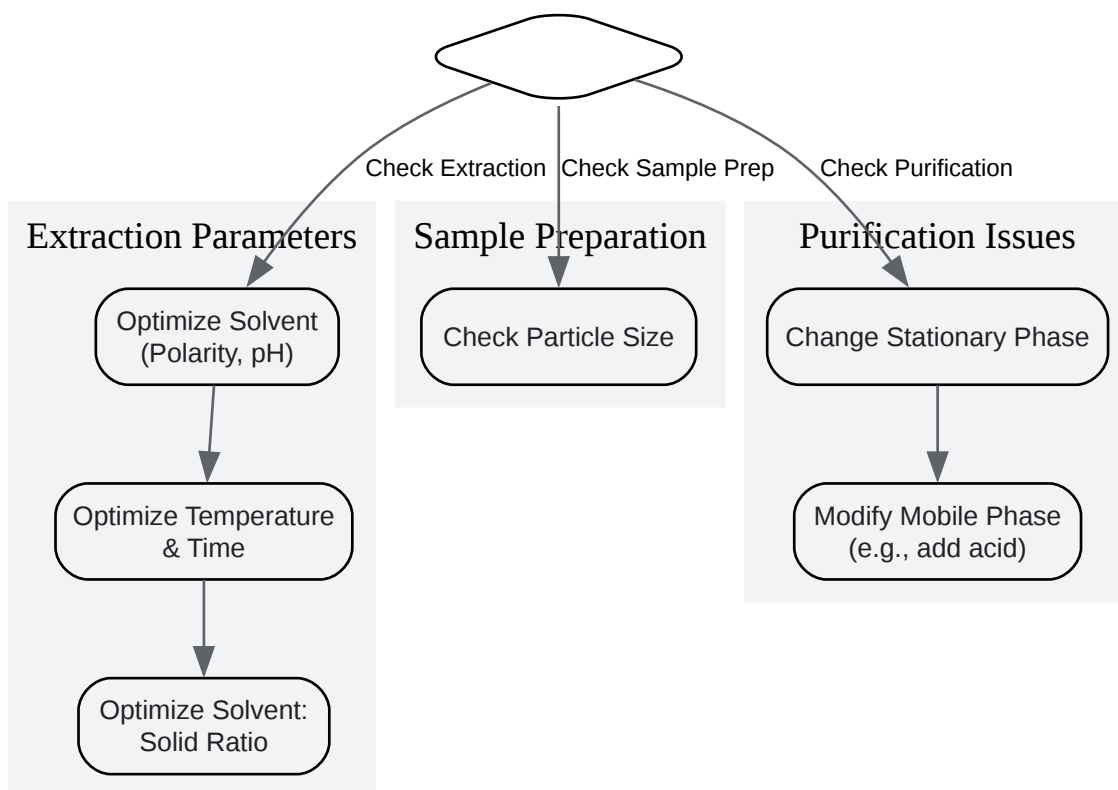 Check Extraction
Check Sample Prep
Check Purification
Extraction Parameters
Sample Preparation
Purification Issues
Optimize Solvent
(Polarity, pH)
Check Particle Size
Change Stationary Phase
Optimize Temperature
& Time
Modify Mobile Phase
(e.g., add acid)
Optimize Solvent:
Solid Ratio